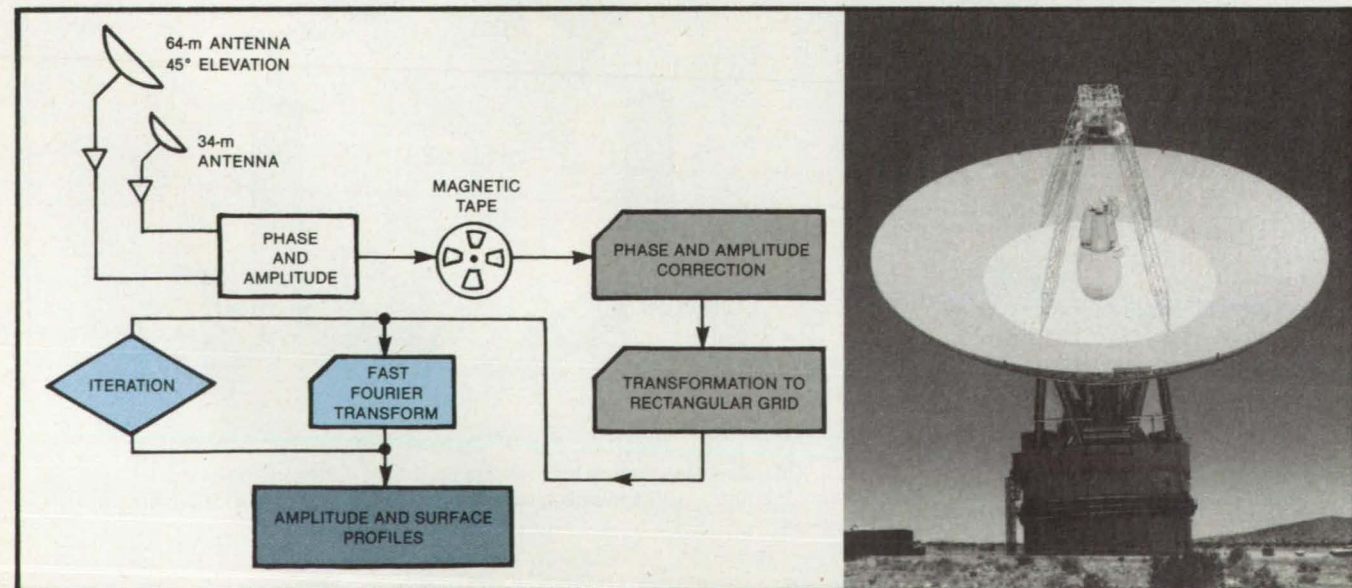 64-m ANTENNA
45° ELEVATION
34-m
ANTENNA
MAGNETIC
TAPE
PHASE
AND
AMPLITUDE
PHASE AND AMPLITUDE
CORRECTION
ITERATION
FAST
FOURIER
TRANSFORM
TRANSFORMATION TO
RECTANGULAR GRID
AMPLITUDE AND SURFACE
PROFILES